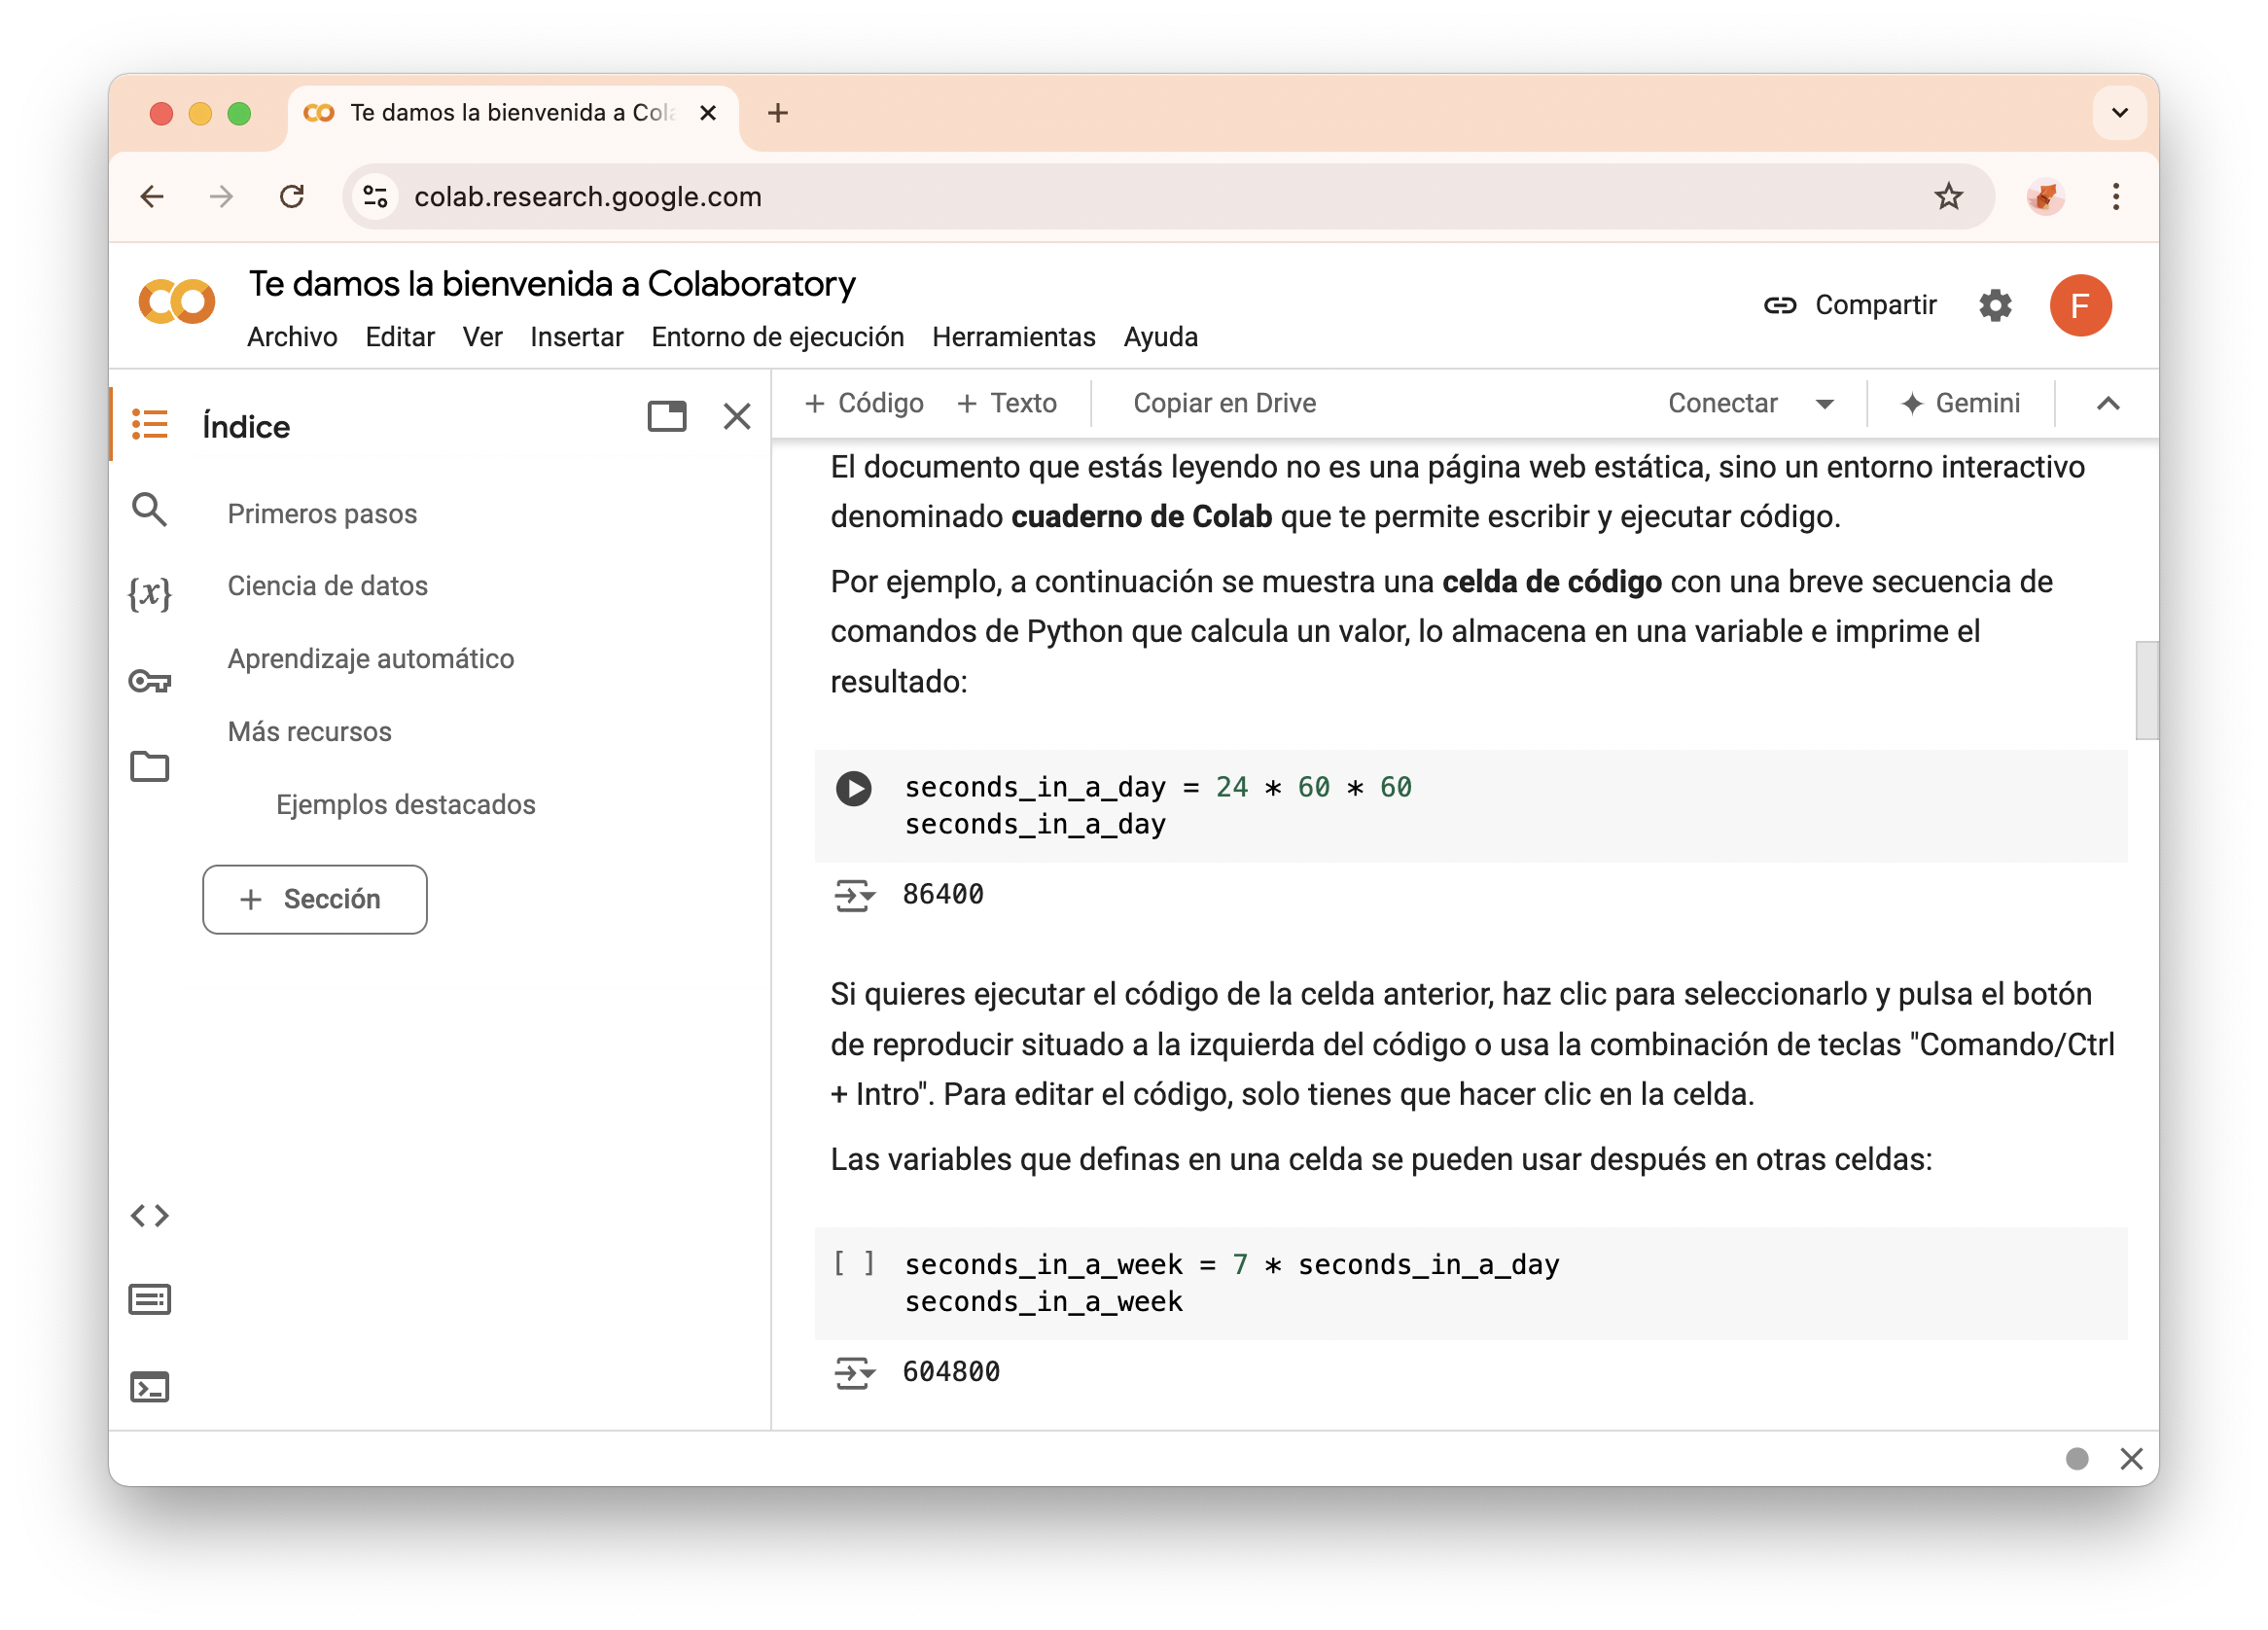 Te damos la bienvenida a Cola
colab.research.google.com
Te damos la bienvenida a Colaboratory
Archivo Editar Ver Insertar Entorno de ejecución Herramientas Ayuda
Compartir
F
Índice
Primeros pasos
Ciencia de datos
Aprendizaje automático
Más recursos
Ejemplos destacados
+ Sección
{x}
+ Código + Texto Copiar en Drive Conectar Gemini
El documento que estás leyendo no es una página web estática, sino un entorno interactivo
denominado cuaderno de Colab que te permite escribir y ejecutar código.
Por ejemplo, a continuación se muestra una celda de código con una breve secuencia de
comandos de Python que calcula un valor, lo almacena en una variable e imprime el
resultado:
seconds_in_a_day = 24 * 60 * 60
seconds_in_a_day
86400
Si quieres ejecutar el código de la celda anterior, haz clic para seleccionarlo y pulsa el botón
de reproducir situado a la izquierda del código o usa la combinación de teclas "Comando/Ctrl
+ Intro". Para editar el código, solo tienes que hacer clic en la celda.
Las variables que definas en una celda se pueden usar después en otras celdas:
[ ] seconds_in_a_week = 7 * seconds_in_a_day
seconds_in_a_week
604800